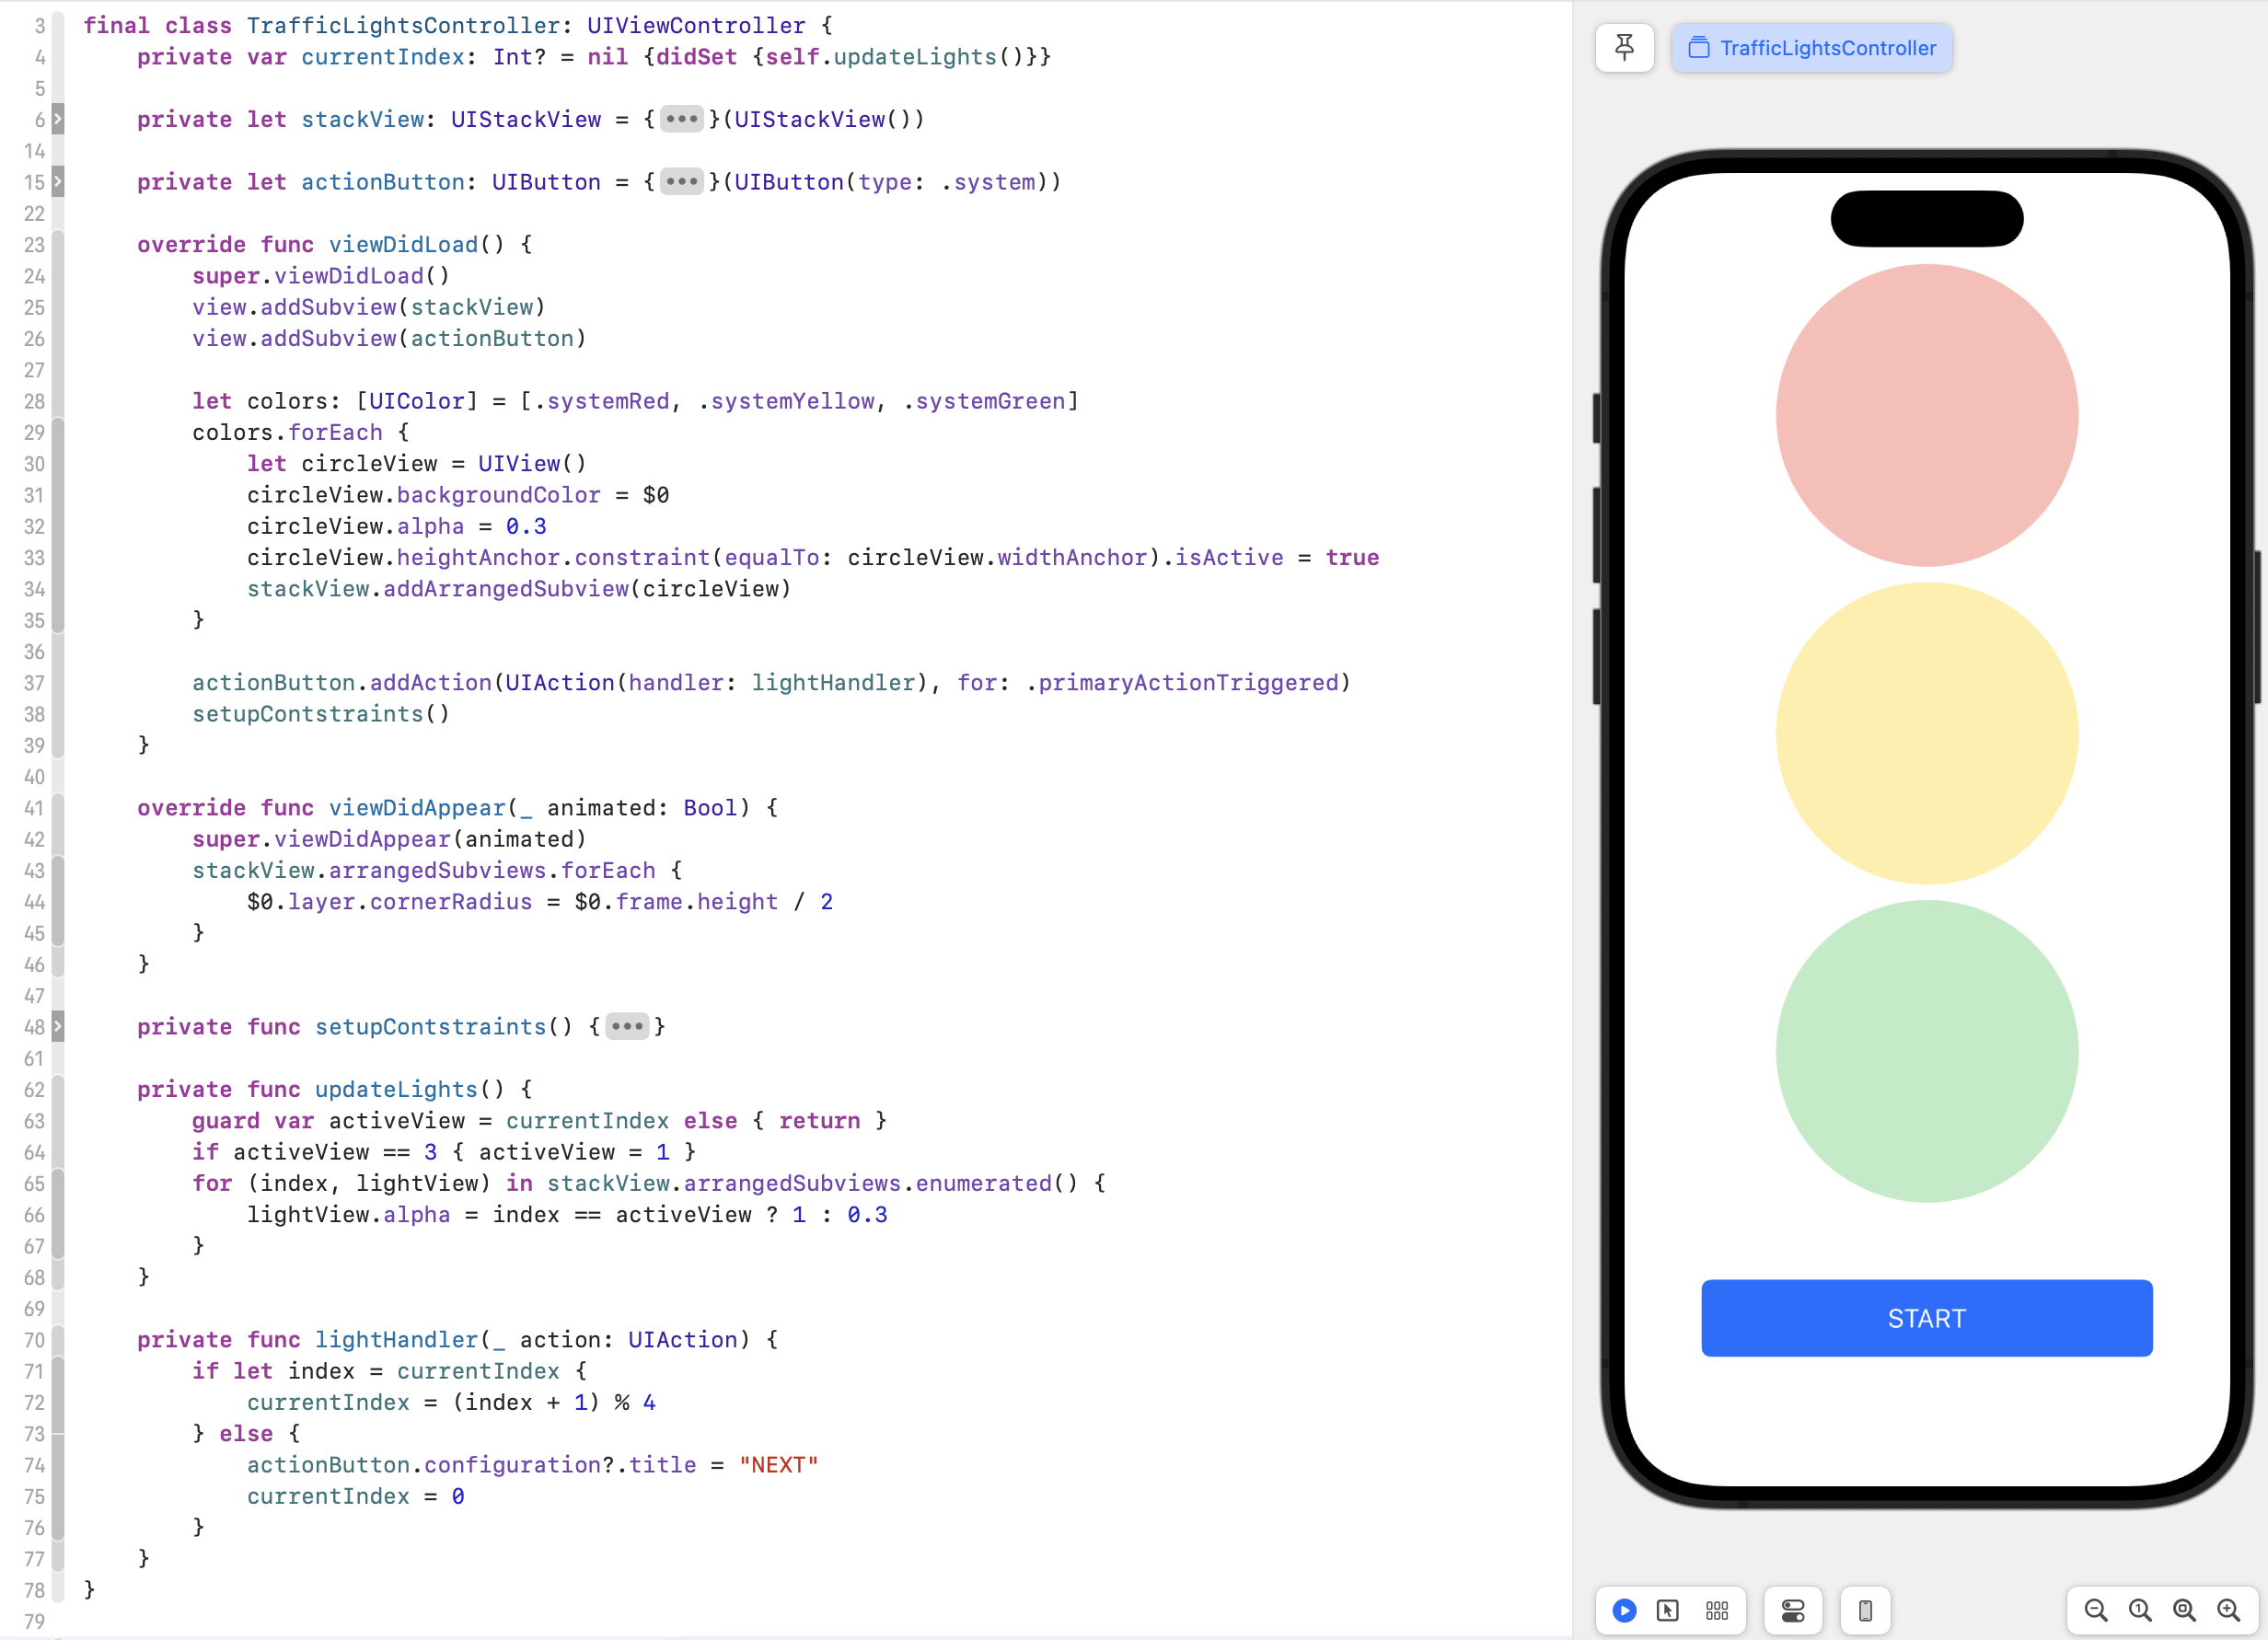 3 final class TrafficLightsController: UIViewController {
4 private var currentIndex: Int? = nil {didSet {self.updateLights()}}
5
6 private let stackView: UIStackView = {•••}(UIStackView())
14
15 private let actionButton: UIButton = {•••}(UIButton(type: .system))
22
23 override func viewDidLoad() {
24 super.viewDidLoad()
25 view.addSubview(stackView)
26 view.addSubview(actionButton)
27
28 let colors: [UIColor] = [.systemRed, .systemYellow, .systemGreen]
29 colors.forEach {
30 let circleView = UIView()
31 circleView.backgroundColor = $0
32 circleView.alpha = 0.3
33 circleView.heightAnchor.constraint(equalTo: circleView.widthAnchor).isActive = true
34 stackView.addArrangedSubview(circleView)
35 }
36
37 actionButton.addAction(UIAction(handler: lightHandler), for: .primaryActionTriggered)
38 setupContstraints()
39 }
40
41 override func viewDidAppear(_ animated: Bool) {
42 super.viewDidAppear(animated)
43 stackView.arrangedSubviews.forEach {
44 $0.layer.cornerRadius = $0.frame.height / 2
45 }
46 }
47
48 private func setupContstraints() {•••}
61
62 private func updateLights() {
63 guard var activeView = currentIndex else { return }
64 if activeView == 3 { activeView = 1 }
65 for (index, lightView) in stackView.arrangedSubviews.enumerated() {
66 lightView.alpha = index == activeView ? 1 : 0.3
67 }
68 }
69
70 private func lightHandler(_ action: UIAction) {
71 if let index = currentIndex {
72 currentIndex = (index + 1) % 4
73 } else {
74 actionButton.configuration?.title = "NEXT"
75 currentIndex = 0
76 }
77 }
78 }
79
TrafficLightsController
START